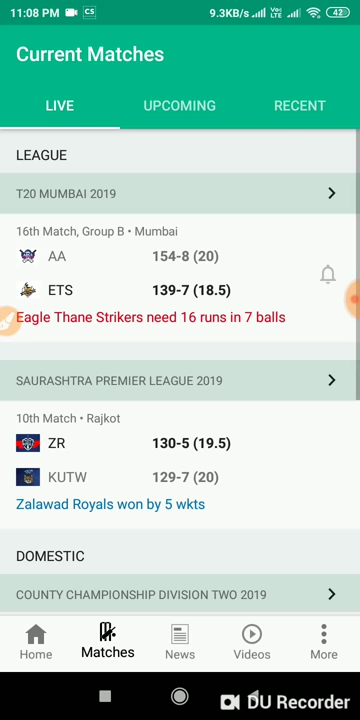 11:08 PM CS 9.3KB/s Vo LTE 42
Current Matches
LIVE UPCOMING RECENT
LEAGUE
T20 MUMBAI 2019
16th Match, Group B • Mumbai
AA 154-8 (20)
ETS 139-7 (18.5)
Eagle Thane Strikers need 16 runs in 7 balls
SAURASHTRA PREMIER LEAGUE 2019
10th Match • Rajkot
ZR 130-5 (19.5)
KUTW 129-7 (20)
Zalawad Royals won by 5 wkts
DOMESTIC
COUNTY CHAMPIONSHIP DIVISION TWO 2019
Home Matches News Videos More
DU Recorder